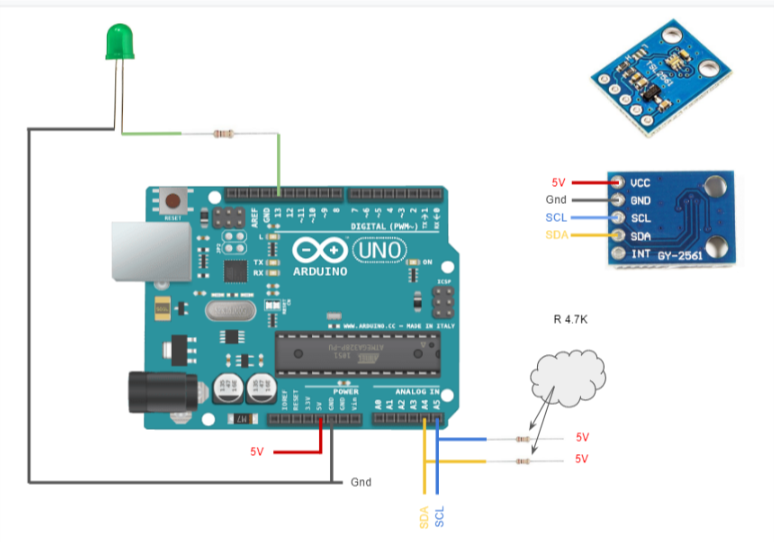 TSL2561
5V VCC
Gnd GND
SCL SCL
SDA SDA
INT GY-2561
RESET
AREF
GND
13
12
~11
~10
~9
8
7
~6
~5
4
~3
2
TX→1
RX←0
DIGITAL (PWM~)
L
TX
RX
UNO
ARDUINO
ON
ICSP
WWW.ARDUINO.CC – MADE IN ITALY
R 4.7K
POWER
ANALOG IN
IOREF
RESET
3.3V
5V
GND
GND
Vin
A0
A1
A2
A3
A4
A5
5V
5V
5V
Gnd
SDA
SCL